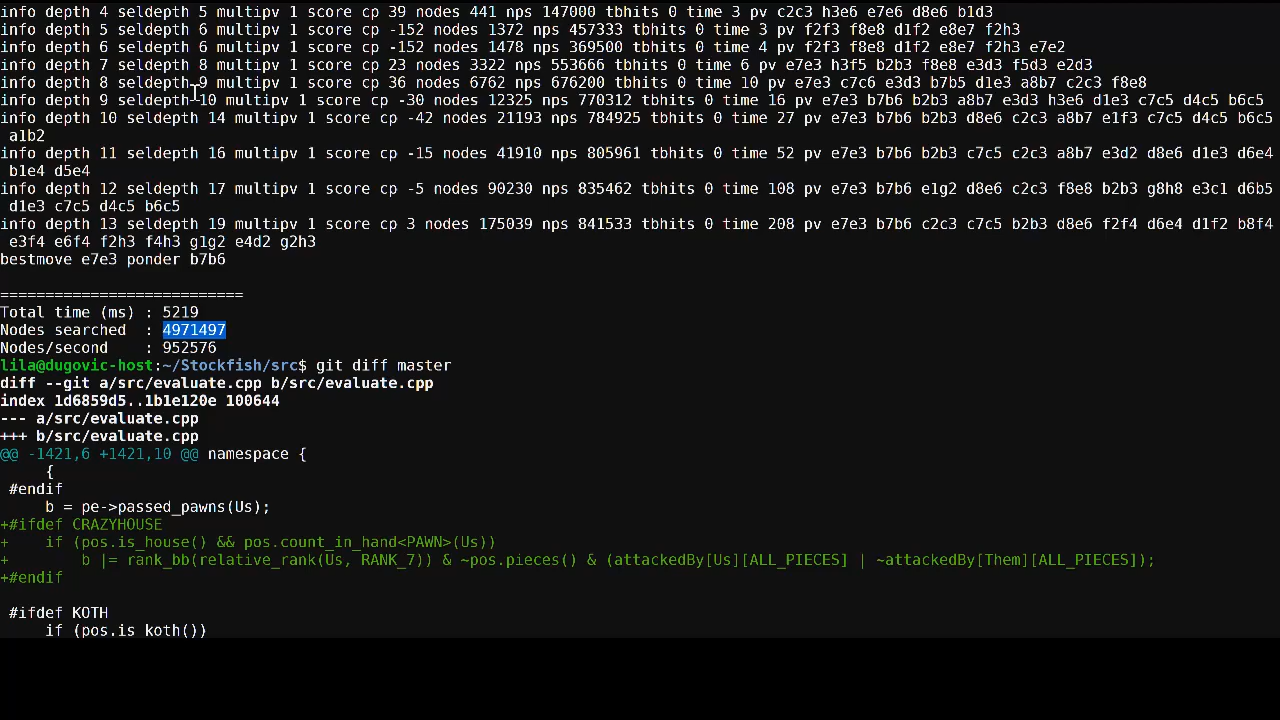 info depth 4 seldepth 5 multipv 1 score cp 39 nodes 441 nps 147000 tbhits 0 time 3 pv c2c3 h3e6 e7e6 d8e6 b1d3
info depth 5 seldepth 6 multipv 1 score cp -152 nodes 1372 nps 457333 tbhits 0 time 3 pv f2f3 f8e8 d1f2 e8e7 f2h3
info depth 6 seldepth 6 multipv 1 score cp -152 nodes 1478 nps 369500 tbhits 0 time 4 pv f2f3 f8e8 d1f2 e8e7 f2h3 e7e2
info depth 7 seldepth 8 multipv 1 score cp 23 nodes 3322 nps 553666 tbhits 0 time 6 pv e7e3 h3f5 b2b3 f8e8 e3d3 f5d3 e2d3
info depth 8 seldepth 9 multipv 1 score cp 36 nodes 6762 nps 676200 tbhits 0 time 10 pv e7e3 c7c6 e3d3 b7b5 d1e3 a8b7 c2c3 f8e8
info depth 9 seldepth 10 multipv 1 score cp -30 nodes 12325 nps 770312 tbhits 0 time 16 pv e7e3 b7b6 b2b3 a8b7 e3d3 h3e6 d1e3 c7c5 d4c5 b6c5
info depth 10 seldepth 14 multipv 1 score cp -42 nodes 21193 nps 784925 tbhits 0 time 27 pv e7e3 b7b6 b2b3 d8e6 c2c3 a8b7 e1f3 c7c5 d4c5 b6c5
a1b2
info depth 11 seldepth 16 multipv 1 score cp -15 nodes 41910 nps 805961 tbhits 0 time 52 pv e7e3 b7b6 b2b3 c7c5 c2c3 a8b7 e3d2 d8e6 d1e3 d6e4
b1e4 d5e4
info depth 12 seldepth 17 multipv 1 score cp -5 nodes 90230 nps 835462 tbhits 0 time 108 pv e7e3 b7b6 e1g2 d8e6 c2c3 f8e8 b2b3 g8h8 e3c1 d6b5
d1e3 c7c5 d4c5 b6c5
info depth 13 seldepth 19 multipv 1 score cp 3 nodes 175039 nps 841533 tbhits 0 time 208 pv e7e3 b7b6 c2c3 c7c5 b2b3 d8e6 f2f4 d6e4 d1f2 b8f4
e3f4 e6f4 f2h3 f4h3 g1g2 e4d2 g2h3
bestmove e7e3 ponder b7b6
===========================
Total time (ms) : 5219
Nodes searched  : 4971497
Nodes/second    : 952576
lila@dugovic-host:~/Stockfish/src$ git diff master
diff --git a/src/evaluate.cpp b/src/evaluate.cpp
index 1d6859d5..1b1e120e 100644
--- a/src/evaluate.cpp
+++ b/src/evaluate.cpp
@@ -1421,6 +1421,10 @@ namespace {
     {
 #endif
     b = pe->passed_pawns(Us);
+#ifdef CRAZYHOUSE
+    if (pos.is_house() && pos.count_in_hand<PAWN>(Us))
+        b |= rank_bb(relative_rank(Us, RANK_7)) & ~pos.pieces() & (attackedBy[Us][ALL_PIECES] | ~attackedBy[Them][ALL_PIECES]);
+#endif
 #ifdef KOTH
     if (pos.is_koth())